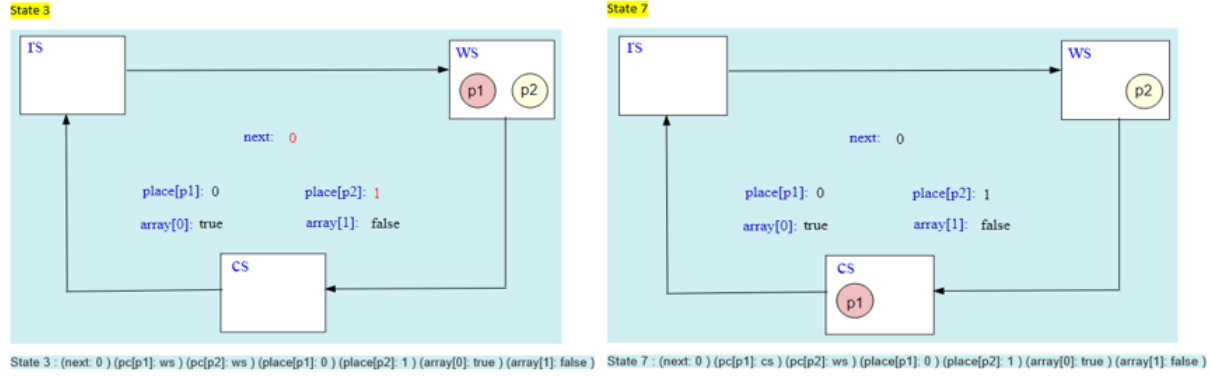 State 3
rs
ws
p1 p2
next: 0
place[p1]: 0 place[p2]: 1
array[0]: true array[1]: false
cs
State 3 : (next: 0 ) (pc[p1]: ws ) (pc[p2]: ws ) (place[p1]: 0 ) (place[p2]: 1 ) (array[0]: true ) (array[1]: false )
State 7
rs
ws
p2
next: 0
place[p1]: 0 place[p2]: 1
array[0]: true array[1]: false
cs
p1
State 7 : (next: 0 ) (pc[p1]: cs ) (pc[p2]: ws ) (place[p1]: 0 ) (place[p2]: 1 ) (array[0]: true ) (array[1]: false )